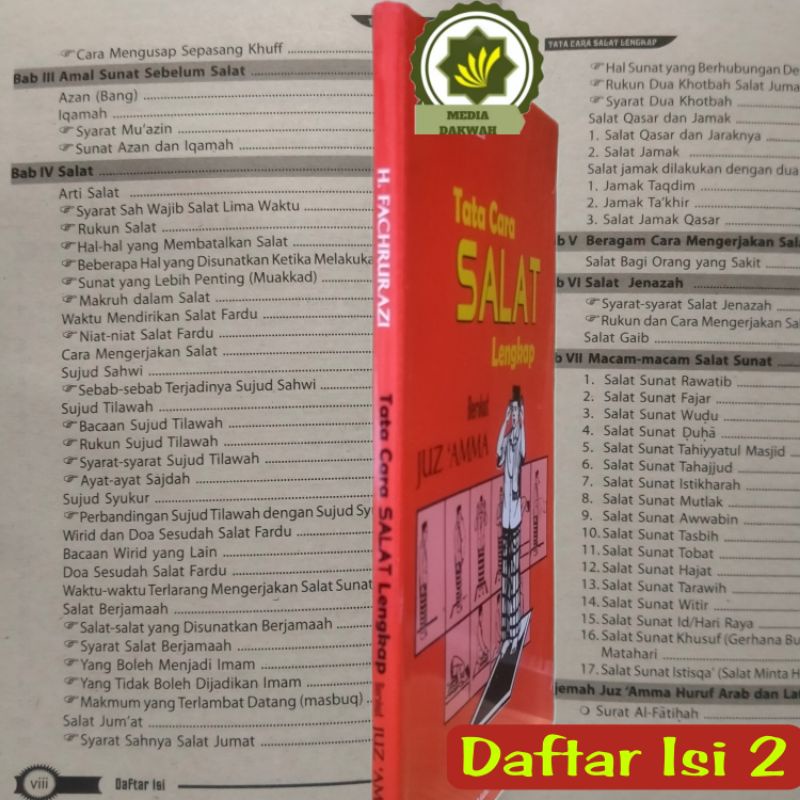 Cara Mengusap Sepasang Khuff
Bab III Amal Sunat Sebelum Salat
Azan (Bang)
Iqamah
Syarat Mu'azin
Sunat Azan dan Iqamah
Bab IV Salat
Arti Salat
Syarat Sah Wajib Salat Lima Waktu
Rukun Salat
Hal-hal yang Membatalkan Salat
Beberapa Hal yang Disunatkan Ketika Melakuka
Sunat yang Lebih Penting (Muakkad)
Makruh dalam Salat
Waktu Mendirikan Salat Fardu
Niat-niat Salat Fardu
Cara Mengerjakan Salat
Sujud Sahwi
Sebab-sebab Terjadinya Sujud Sahwi
Sujud Tilawah
Bacaan Sujud Tilawah
Rukun Sujud Tilawah
Syarat-syarat Sujud Tilawah
Ayat-ayat Sajdah
Sujud Syukur
Perbandingan Sujud Tilawah dengan Sujud Sy
Wirid dan Doa Sesudah Salat Fardu
Bacaan Wirid yang Lain
Doa Sesudah Salat Fardu
Waktu-waktu Terlarang Mengerjakan Salat Sunat
Salat Berjamaah
Salat-salat yang Disunatkan Berjamaah
Syarat Salat Berjamaah
Yang Boleh Menjadi Imam
Yang Tidak Boleh Dijadikan Imam
Makmum yang Terlambat Datang (masbuq)
Salat Jum'at
Syarat Sahnya Salat Jumat
viii Daftar Isi
MEDIA
DAKWAH
H. FACHRURAZI Tata Cara SALAT Lengkap Berikut JUZ 'AM
Tata Cara
SALAT
Lengkap
Berikut
JUZ 'AMMA
TATA CARA SALAT LENGKAP
Hal Sunat yang Berhubungan De
Rukun Dua Khotbah Salat Juma
Syarat Dua Khotbah
Salat Qasar dan Jamak
1. Salat Qasar dan Jaraknya
2. Salat Jamak
Salat jamak dilakukan dengan dua
1. Jamak Taqdim
2. Jamak Ta'khir
3. Salat Jamak Qasar
b V Beragam Cara Mengerjakan Sala
Salat Bagi Orang yang Sakit
b VI Salat Jenazah
Syarat-syarat Salat Jenazah
Rukun dan Cara Mengerjakan Sa
Salat Gaib
b VII Macam-macam Salat Sunat
1. Salat Sunat Rawatib
2. Salat Sunat Fajar
3. Salat Sunat Wuḍu
4. Salat Sunat Ḍuḥā
5. Salat Sunat Tahiyyatul Masjid
6. Salat Sunat Tahajjud
7. Salat Sunat Istikharah
8. Salat Sunat Mutlak
9. Salat Sunat Awwabin
10. Salat Sunat Tasbih
11. Salat Sunat Tobat
12. Salat Sunat Hajat
13. Salat Sunat Tarawih
14. Salat Sunat Witir
15. Salat Sunat Id/Hari Raya
16. Salat Sunat Khusuf (Gerhana Bu
Matahari
17. Salat Sunat Istisqa' (Salat Minta H
jemah Juz 'Amma Huruf Arab dan Lat
Surat Al-Fātiḥah
Daftar Isi 2